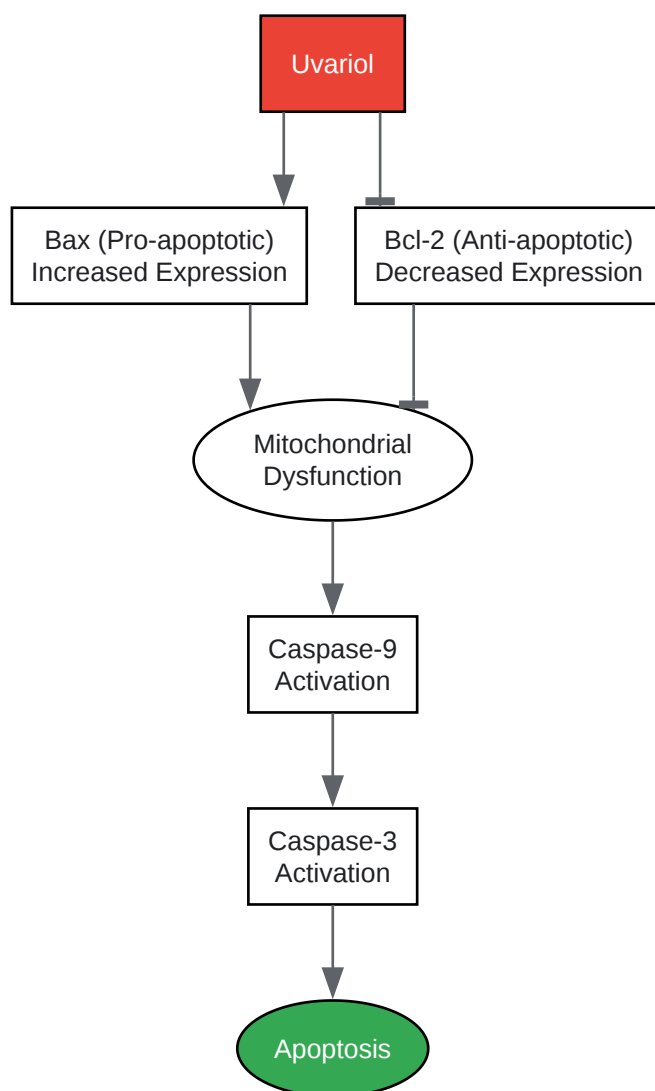 Uvariol
Bax (Pro-apoptotic)
Increased Expression
Bcl-2 (Anti-apoptotic)
Decreased Expression
Mitochondrial
Dysfunction
Caspase-9
Activation
Caspase-3
Activation
Apoptosis